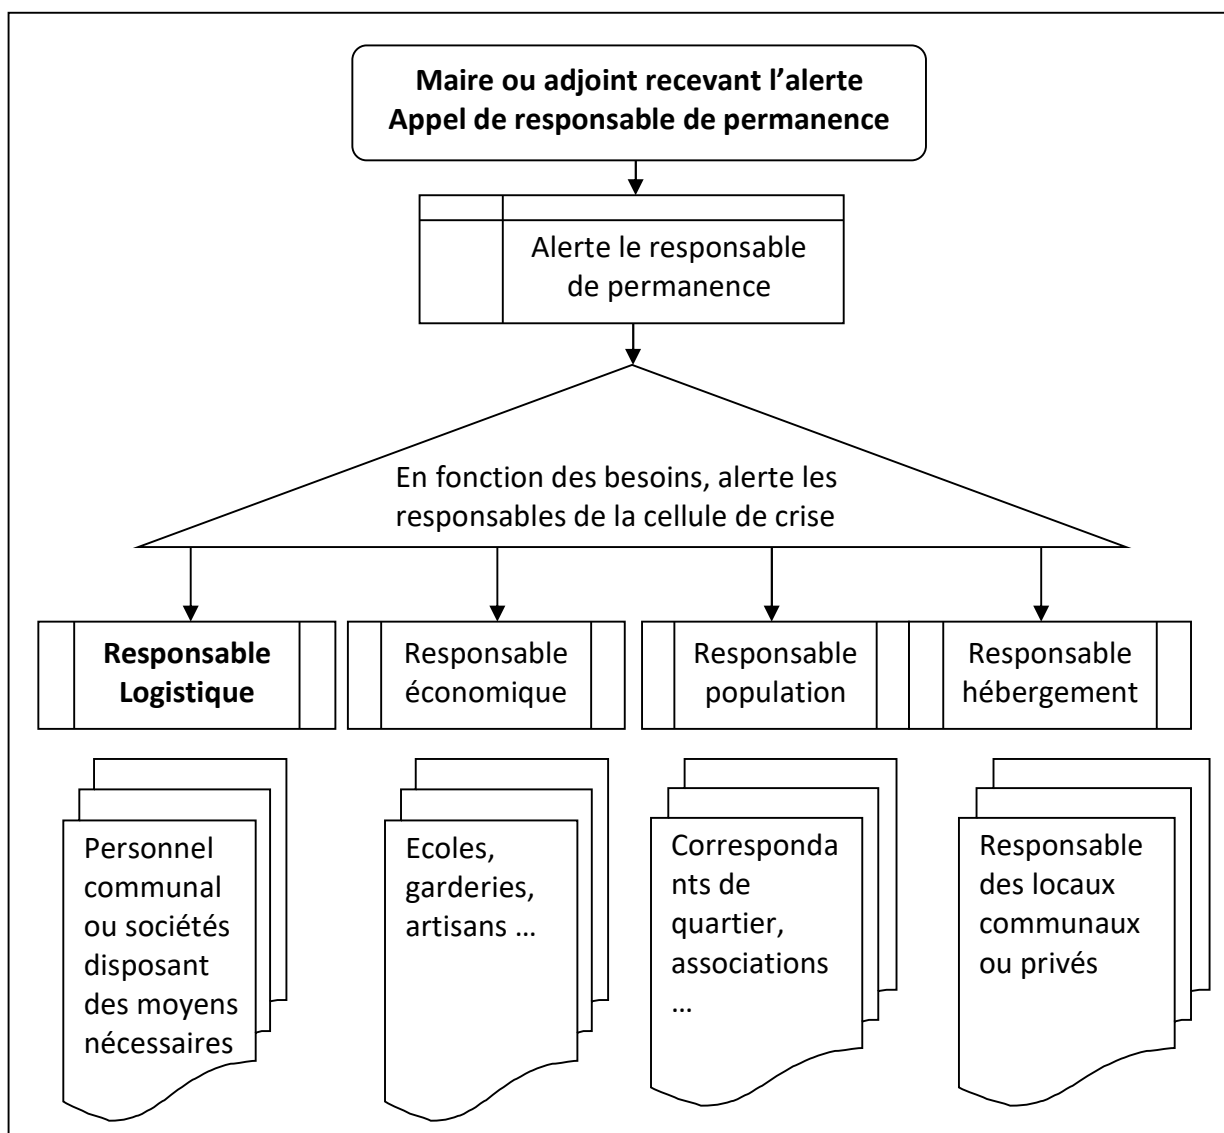 Maire ou adjoint recevant l’alerte
Appel de responsable de permanence
Alerte le responsable
de permanence
En fonction des besoins, alerte les
responsables de la cellule de crise
Responsable
Logistique
Responsable
économique
Responsable
population
Responsable
hébergement
Personnel
communal
ou sociétés
disposant
des moyens
nécessaires
Ecoles,
garderies,
artisans ...
Corresponda
nts de
quartier,
associations
...
Responsable
des locaux
communaux
ou privés